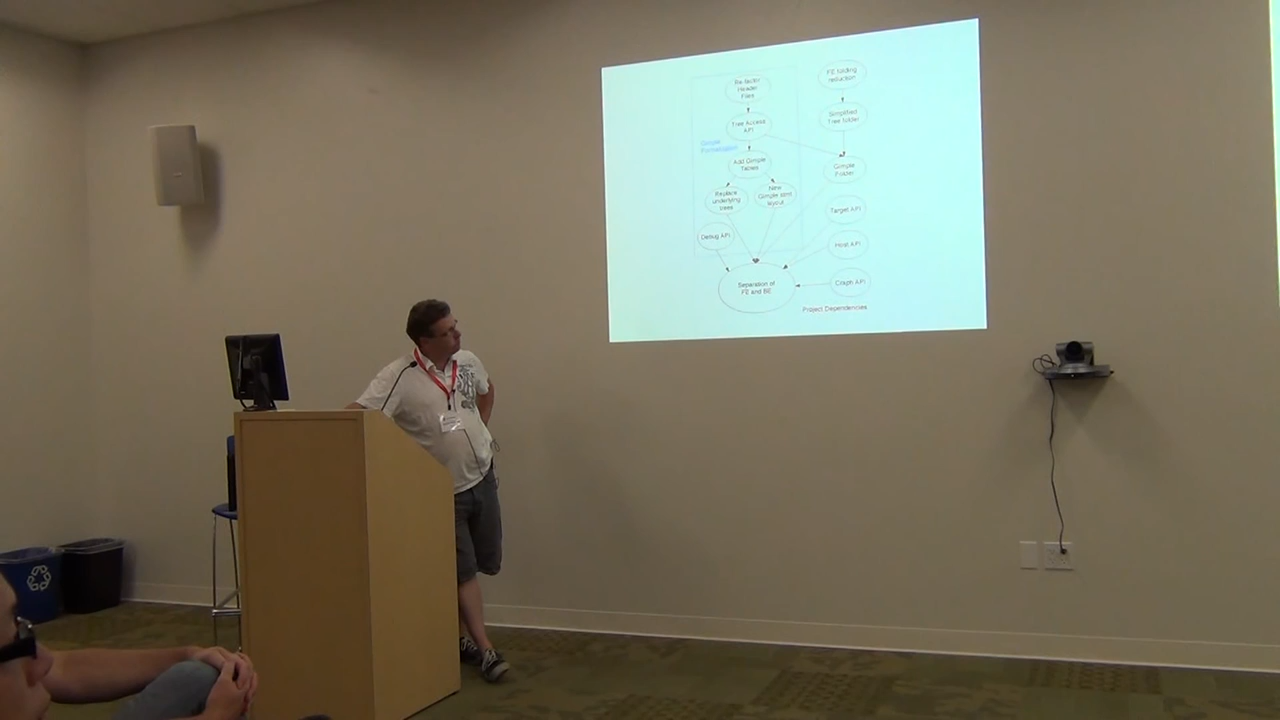 Re-factor
Header
Files
Tree Access
API
Gimple
Formalization
Add Gimple
Tables
Replace
underlying
trees
New
Gimple stmt
layout
Debug API
Separation of
FE and BE
FE folding
reduction
Simplified
Tree folder
Gimple
Folder
Target API
Host API
Graph API
Project Dependencies